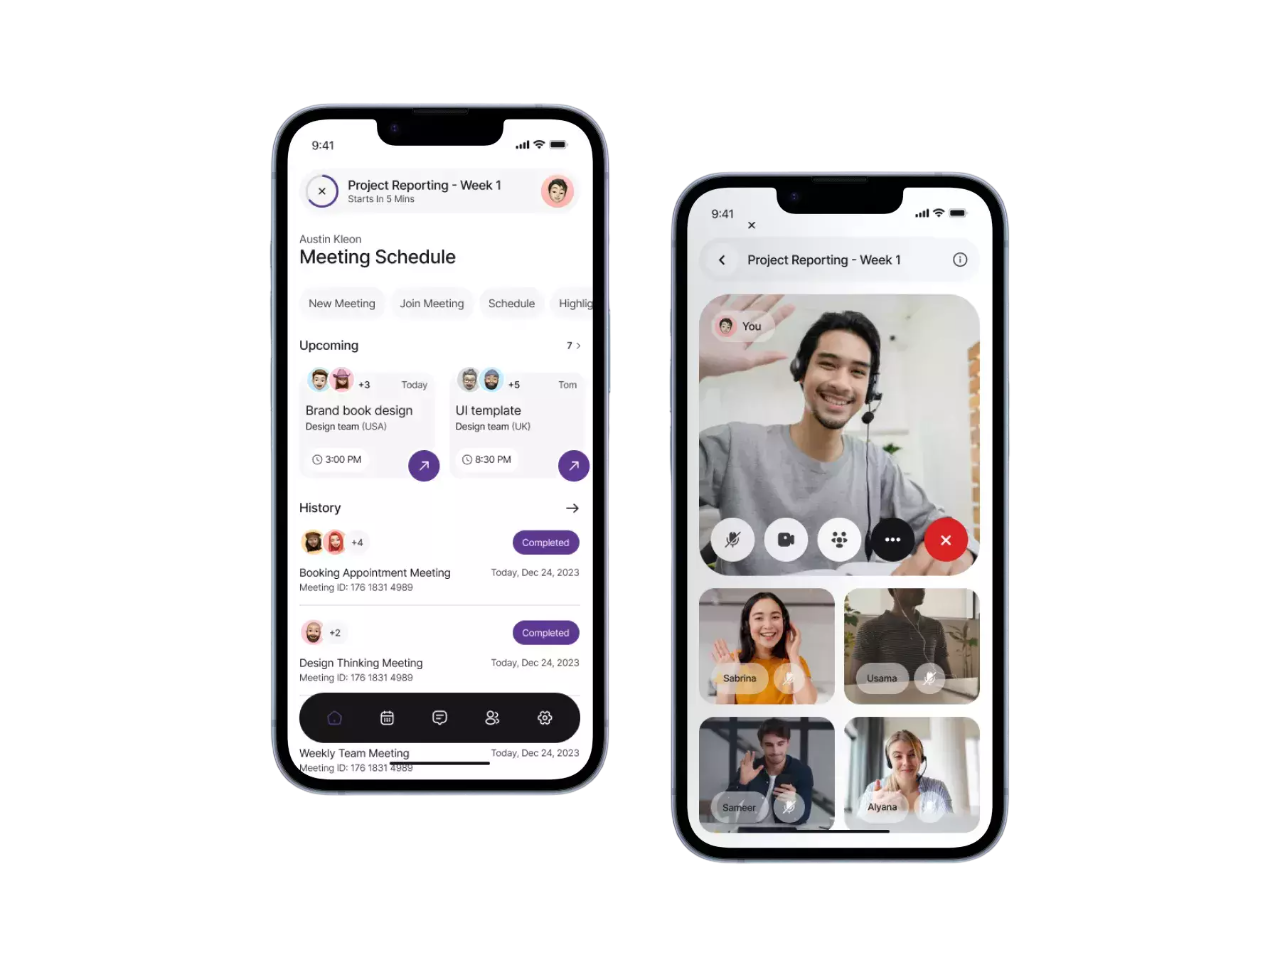 9:41
Project Reporting - Week 1
Starts In 5 Mins
Austin Kleon
Meeting Schedule
New Meeting Join Meeting Schedule Highlig
Upcoming 7
+3 Today
Brand book design
Design team (USA)
3:00 PM
+5 Tom
UI template
Design team (UK)
8:30 PM
History
+4 Completed
Booking Appointment Meeting Today, Dec 24, 2023
Meeting ID: 176 1831 4989
+2 Completed
Design Thinking Meeting Today, Dec 24, 2023
Meeting ID: 176 1831 4989
Weekly Team Meeting Today, Dec 24, 2023
Meeting ID: 176 1831 4989
9:41
Project Reporting - Week 1
You
Sabrina
Usama
Sameer
Alyana